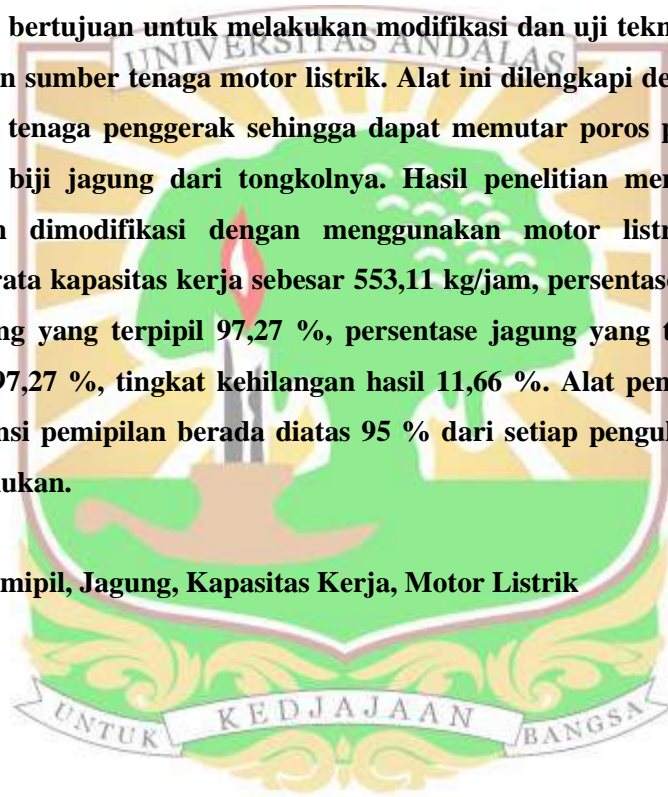 bertujuan untuk melakukan modifikasi dan uji tekn
UNIVERSITAS ANDALAS
n sumber tenaga motor listrik. Alat ini dilengkapi de
tenaga penggerak sehingga dapat memutar poros p
biji jagung dari tongkolnya. Hasil penelitian mer
dimodifikasi dengan menggunakan motor listr
rata kapasitas kerja sebesar 553,11 kg/jam, persentase
ng yang terpipil 97,27 %, persentase jagung yang t
97,27 %, tingkat kehilangan hasil 11,66 %. Alat pen
nsi pemipilan berada diatas 95 % dari setiap pengul
ukan.
mipil, Jagung, Kapasitas Kerja, Motor Listrik
UNTUK KEDJAJAAN BANGSA